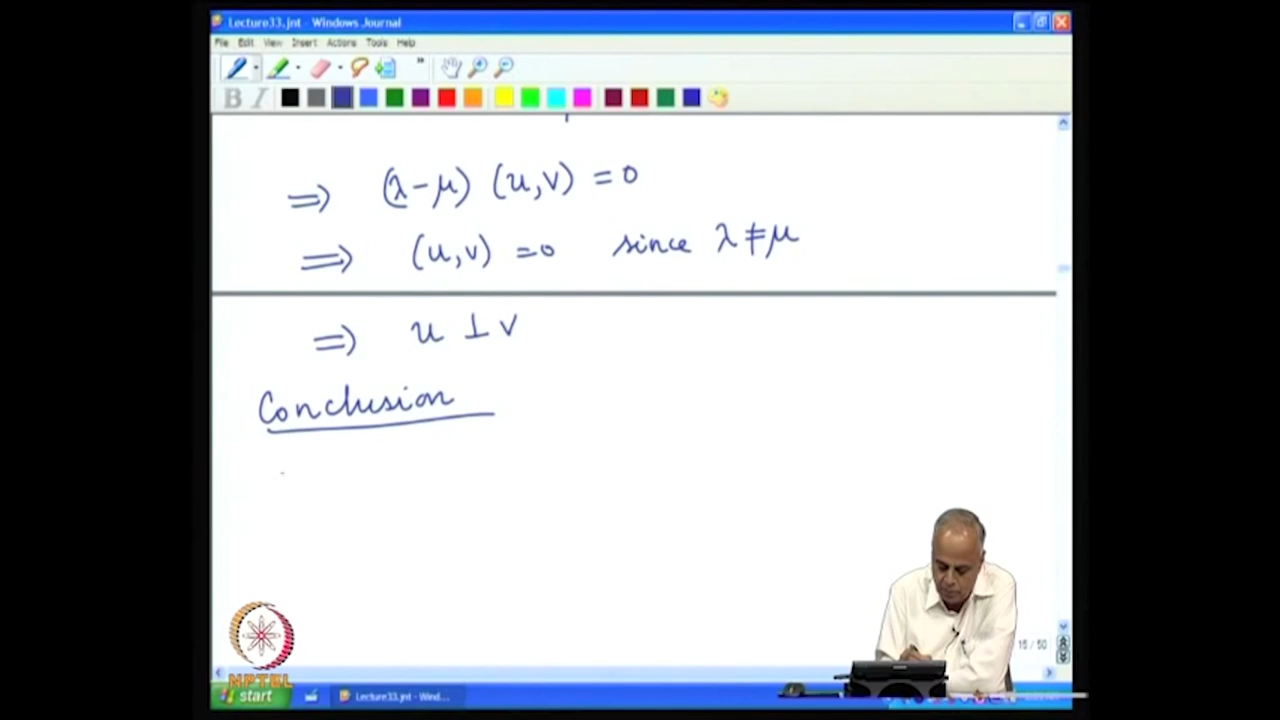 Lecture33.jnt - Windows Journal
File Edit View Insert Actions Tools Help
B I
⇒ (λ-μ) (u,v) = 0
⇒ (u,v) = 0 since λ≠μ
⇒ u ⊥ v
Conclusion
15 / 50
NPTEL
start Lecture33.jnt - Wind...